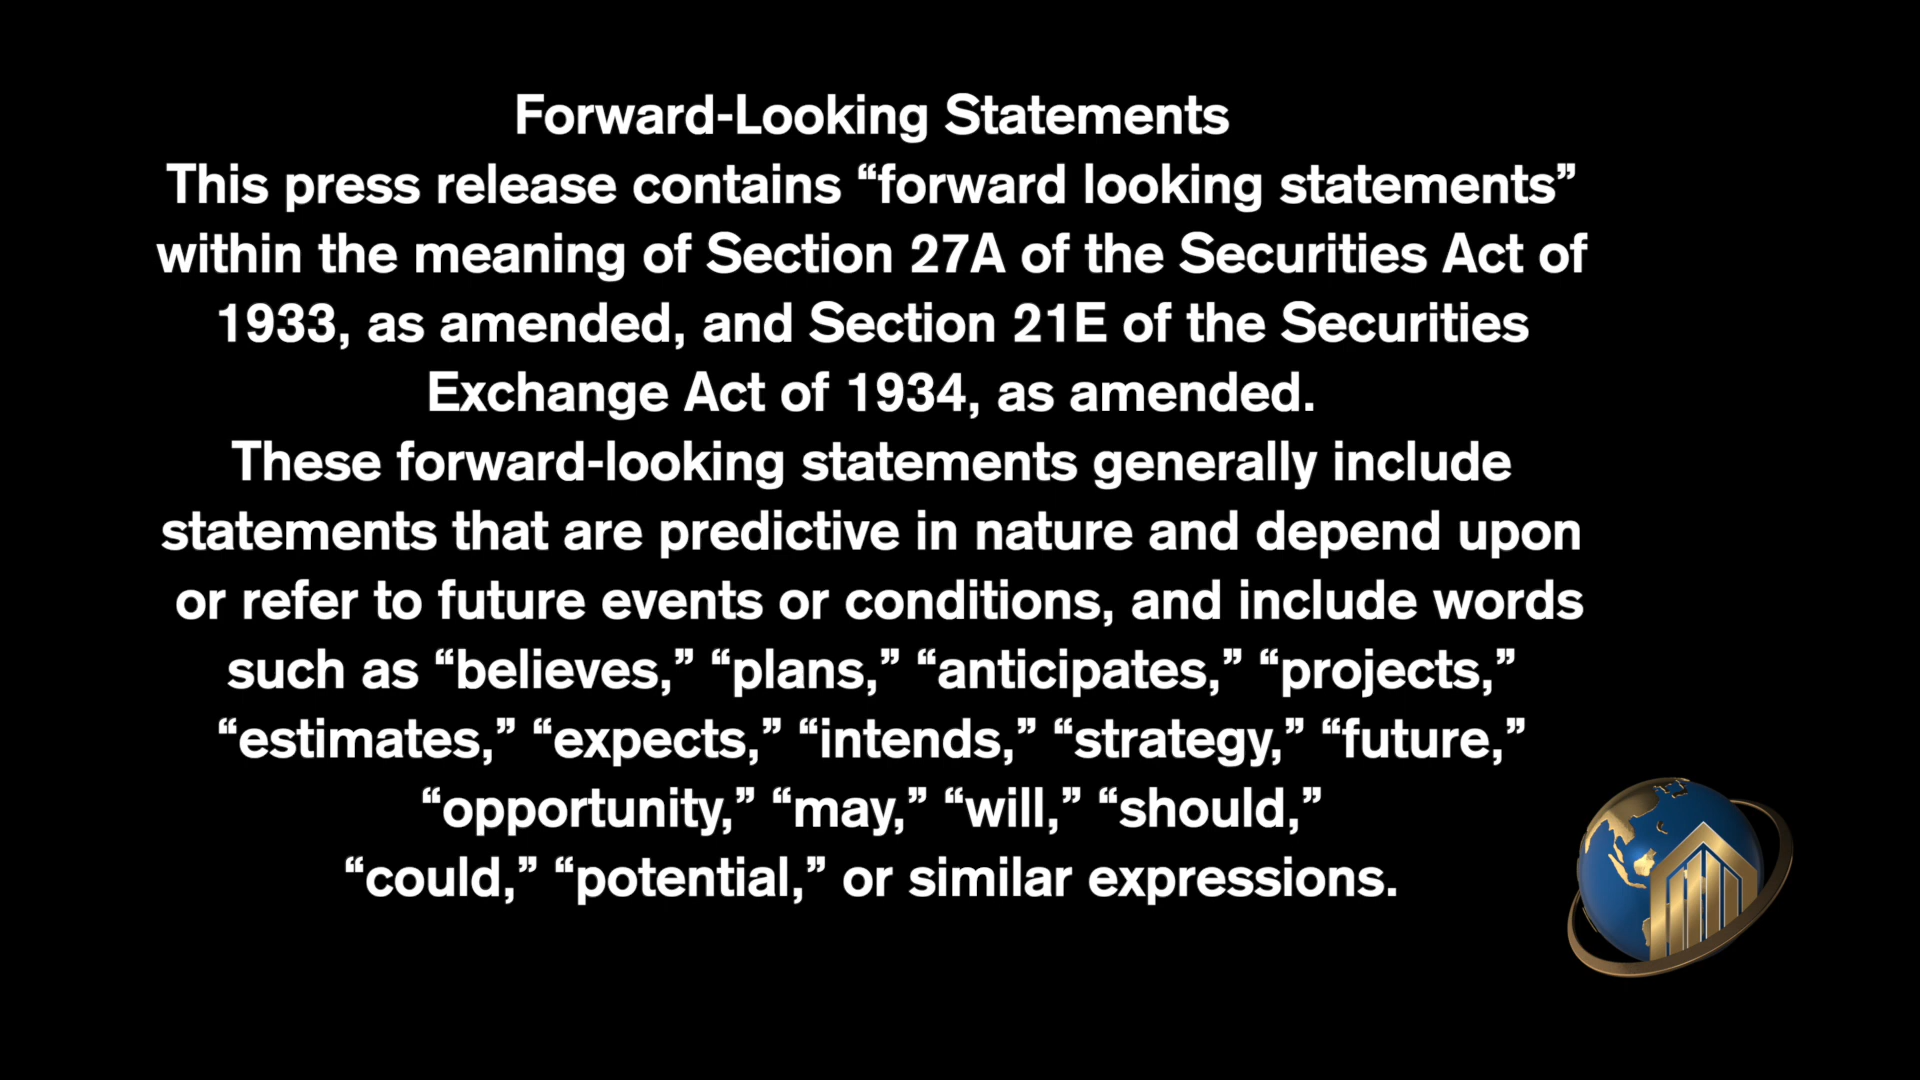 Forward-Looking Statements
This press release contains “forward looking statements”
within the meaning of Section 27A of the Securities Act of
1933, as amended, and Section 21E of the Securities
Exchange Act of 1934, as amended.
These forward-looking statements generally include
statements that are predictive in nature and depend upon
or refer to future events or conditions, and include words
such as “believes,” “plans,” “anticipates,” “projects,”
“estimates,” “expects,” “intends,” “strategy,” “future,”
“opportunity,” “may,” “will,” “should,”
“could,” “potential,” or similar expressions.